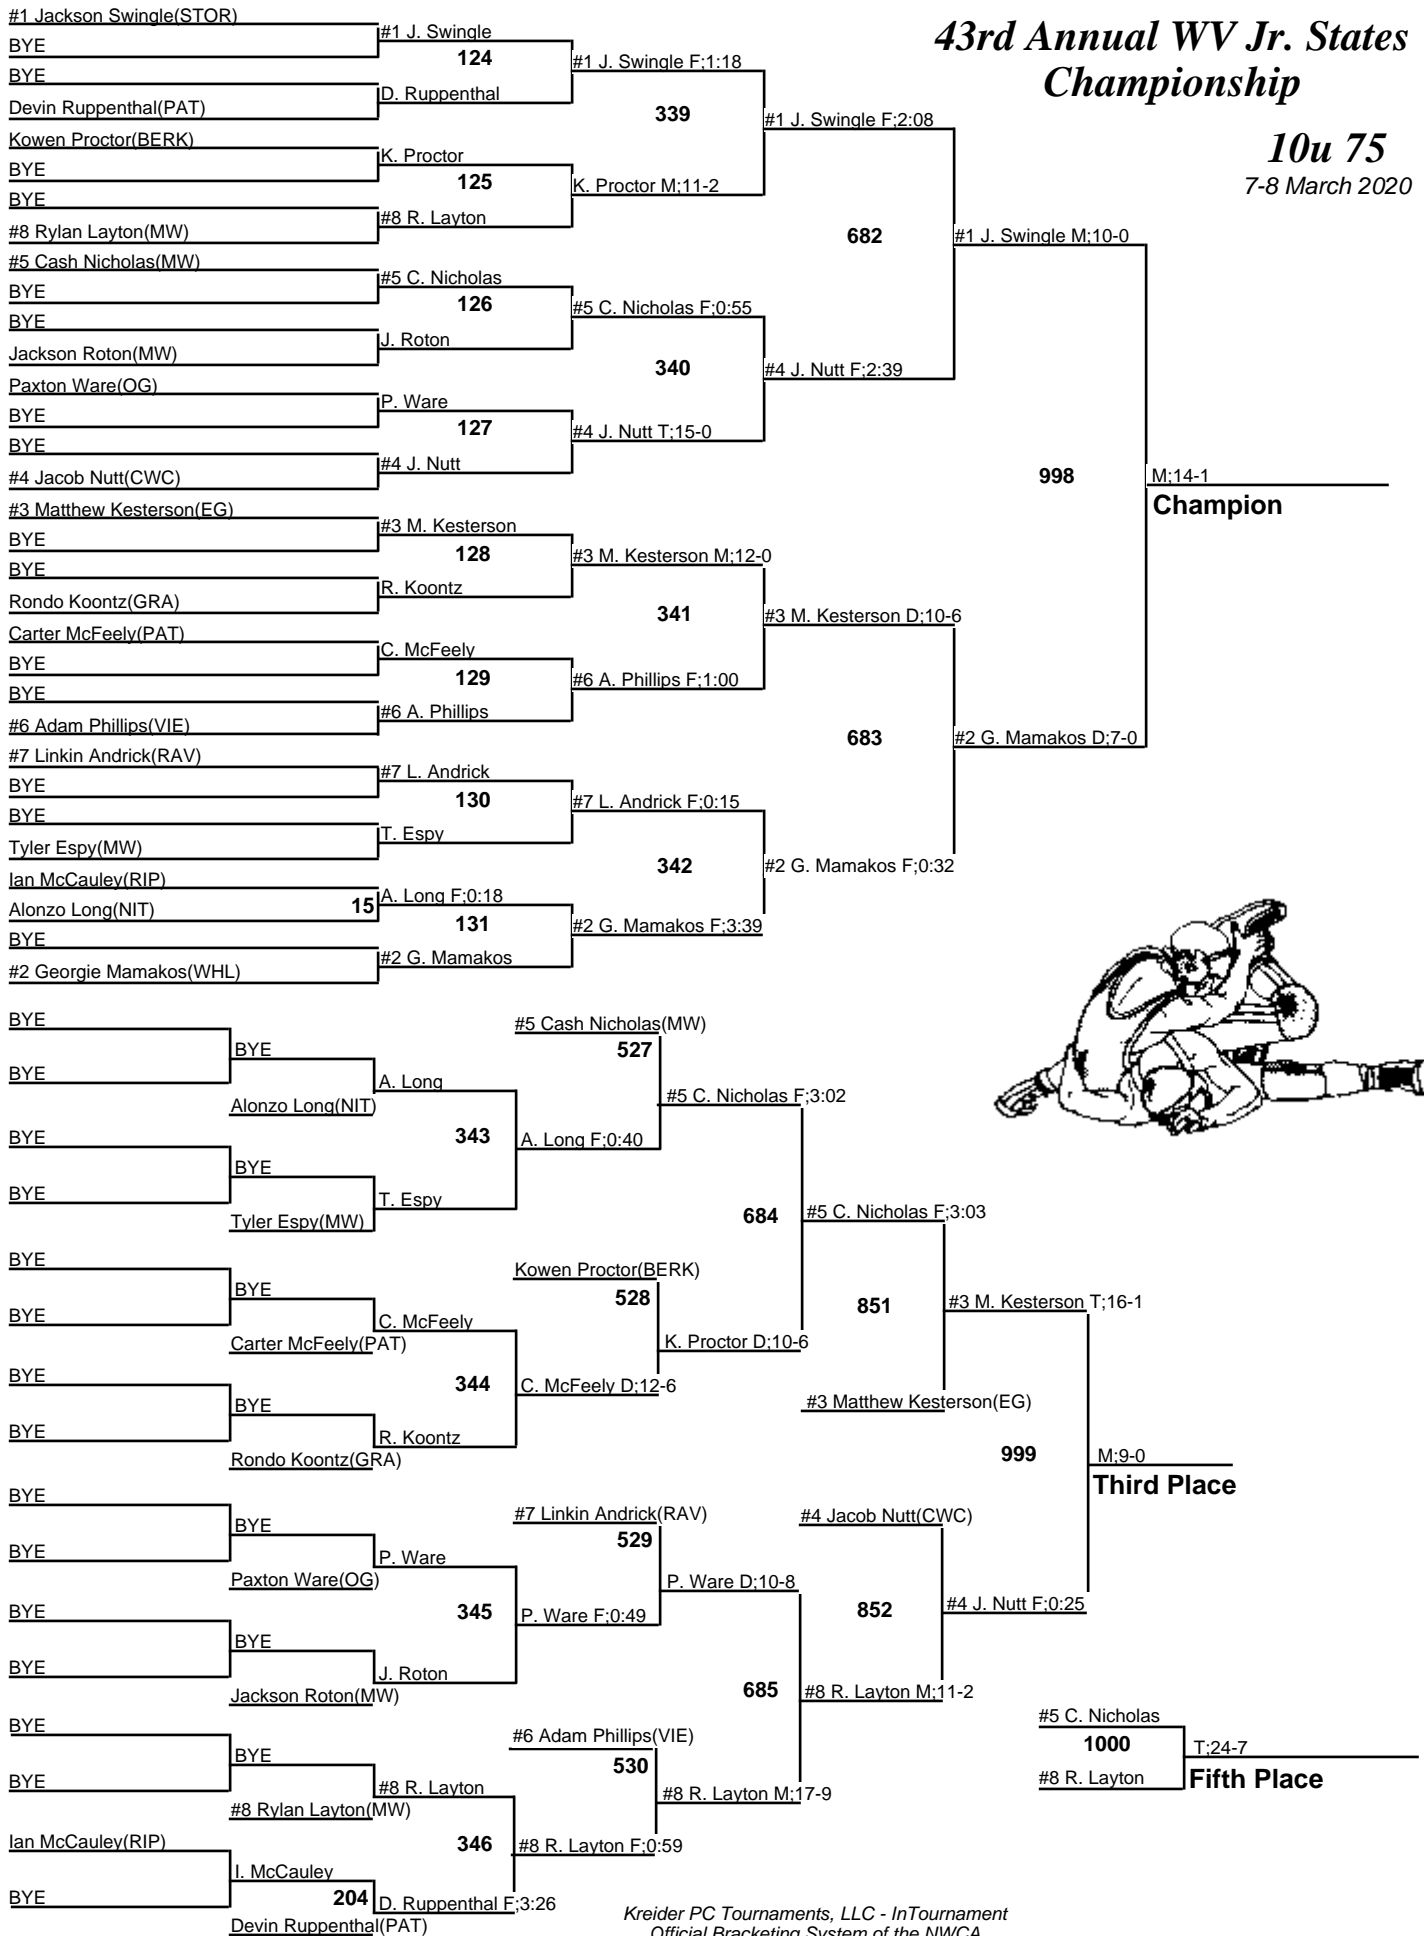 43rd Annual WV Jr. States
Championship
10u 75
7-8 March 2020
#1 Jackson Swingle(STOR)
BYE
BYE
Devin Ruppenthal(PAT)
Kowen Proctor(BERK)
BYE
BYE
#8 Rylan Layton(MW)
#5 Cash Nicholas(MW)
BYE
BYE
Jackson Roton(MW)
Paxton Ware(OG)
BYE
BYE
#4 Jacob Nutt(CWC)
#3 Matthew Kesterson(EG)
BYE
BYE
Rondo Koontz(GRA)
Carter McFeely(PAT)
BYE
BYE
#6 Adam Phillips(VIE)
#7 Linkin Andrick(RAV)
BYE
BYE
Tyler Espy(MW)
Ian McCauley(RIP)
Alonzo Long(NIT)
15
BYE
#2 Georgie Mamakos(WHL)
#1 J. Swingle
124
D. Ruppenthal
K. Proctor
125
#8 R. Layton
#5 C. Nicholas
126
J. Roton
P. Ware
127
#4 J. Nutt
#3 M. Kesterson
128
R. Koontz
C. McFeely
129
#6 A. Phillips
#7 L. Andrick
130
T. Espy
A. Long F;0:18
131
#2 G. Mamakos
#1 J. Swingle F;1:18
339
K. Proctor M;11-2
#5 C. Nicholas F;0:55
340
#4 J. Nutt T;15-0
#3 M. Kesterson M;12-0
341
#6 A. Phillips F;1:00
#7 L. Andrick F;0:15
342
#2 G. Mamakos F;3:39
#1 J. Swingle F;2:08
682
#4 J. Nutt F;2:39
#3 M. Kesterson D;10-6
683
#2 G. Mamakos F;0:32
#1 J. Swingle M;10-0
998
#2 G. Mamakos D;7-0
M;14-1
Champion
BYE
BYE
BYE
BYE
BYE
BYE
BYE
BYE
BYE
BYE
BYE
BYE
BYE
BYE
Ian McCauley(RIP)
BYE
BYE
Alonzo Long(NIT)
BYE
Tyler Espy(MW)
BYE
Carter McFeely(PAT)
BYE
Rondo Koontz(GRA)
BYE
Paxton Ware(OG)
BYE
Jackson Roton(MW)
BYE
#8 Rylan Layton(MW)
I. McCauley
204
Devin Ruppenthal(PAT)
A. Long
343
T. Espy
C. McFeely
344
R. Koontz
P. Ware
345
J. Roton
#8 R. Layton
346
D. Ruppenthal F;3:26
#5 Cash Nicholas(MW)
527
A. Long F;0:40
Kowen Proctor(BERK)
528
C. McFeely D;12-6
#7 Linkin Andrick(RAV)
529
P. Ware F;0:49
#6 Adam Phillips(VIE)
530
#8 R. Layton F;0:59
#5 C. Nicholas F;3:02
684
K. Proctor D;10-6
P. Ware D;10-8
685
#8 R. Layton M;17-9
#5 C. Nicholas F;3:03
851
#3 Matthew Kesterson(EG)
#4 Jacob Nutt(CWC)
852
#8 R. Layton M;11-2
#3 M. Kesterson T;16-1
999
#4 J. Nutt F;0:25
M;9-0
Third Place
#5 C. Nicholas
1000
#8 R. Layton
T;24-7
Fifth Place
Kreider PC Tournaments, LLC - InTournament
Official Bracketing System of the NWCA